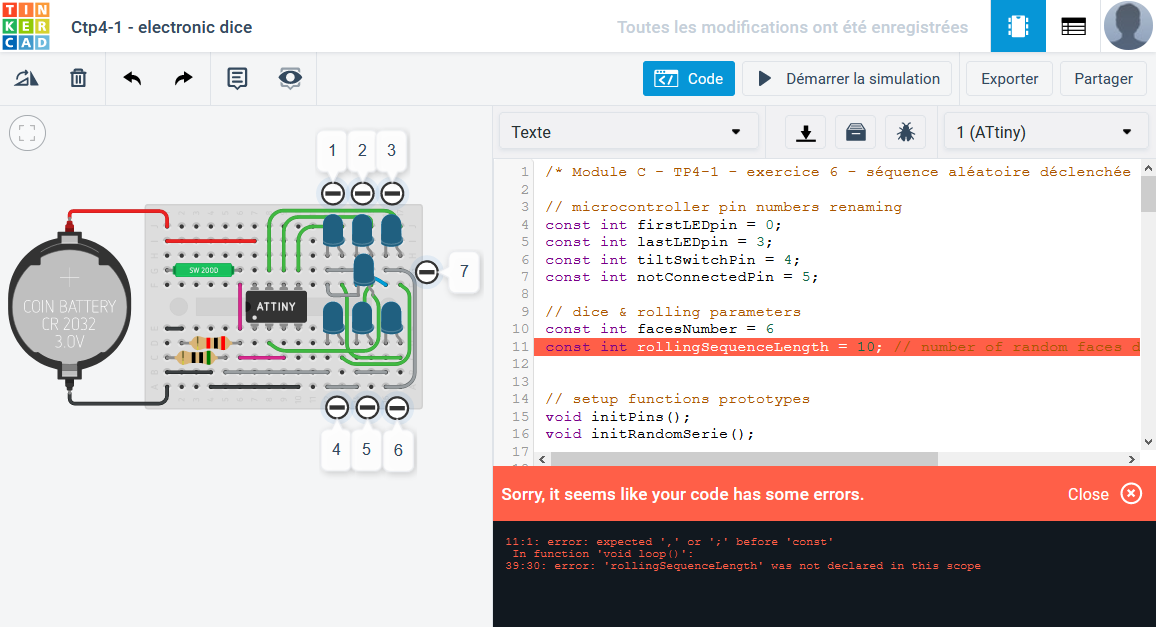 TIN
KER
CAD
Ctp4-1 - electronic dice
Toutes les modifications ont été enregistrées
Code
Démarrer la simulation
Exporter
Partager
Texte
1 (ATtiny)
1 2 3
7
SW 2000
ATTINY
COIN BATTERY
CR 2032
3.0V
4 5 6
1 /* Module C - TP4-1 - exercice 6 - séquence aléatoire déclenchée
2
3 // microcontroller pin numbers renaming
4 const int firstLEDpin = 0;
5 const int lastLEDpin = 3;
6 const int tiltSwitchPin = 4;
7 const int notConnectedPin = 5;
8
9 // dice & rolling parameters
10 const int facesNumber = 6
11 const int rollingSequenceLength = 10; // number of random faces d
12
13
14 // setup functions prototypes
15 void initPins();
16 void initRandomSerie();
17
Sorry, it seems like your code has some errors.
Close
11:1: error: expected ',' or ';' before 'const'
In function 'void loop()':
39:30: error: 'rollingSequenceLength' was not declared in this scope